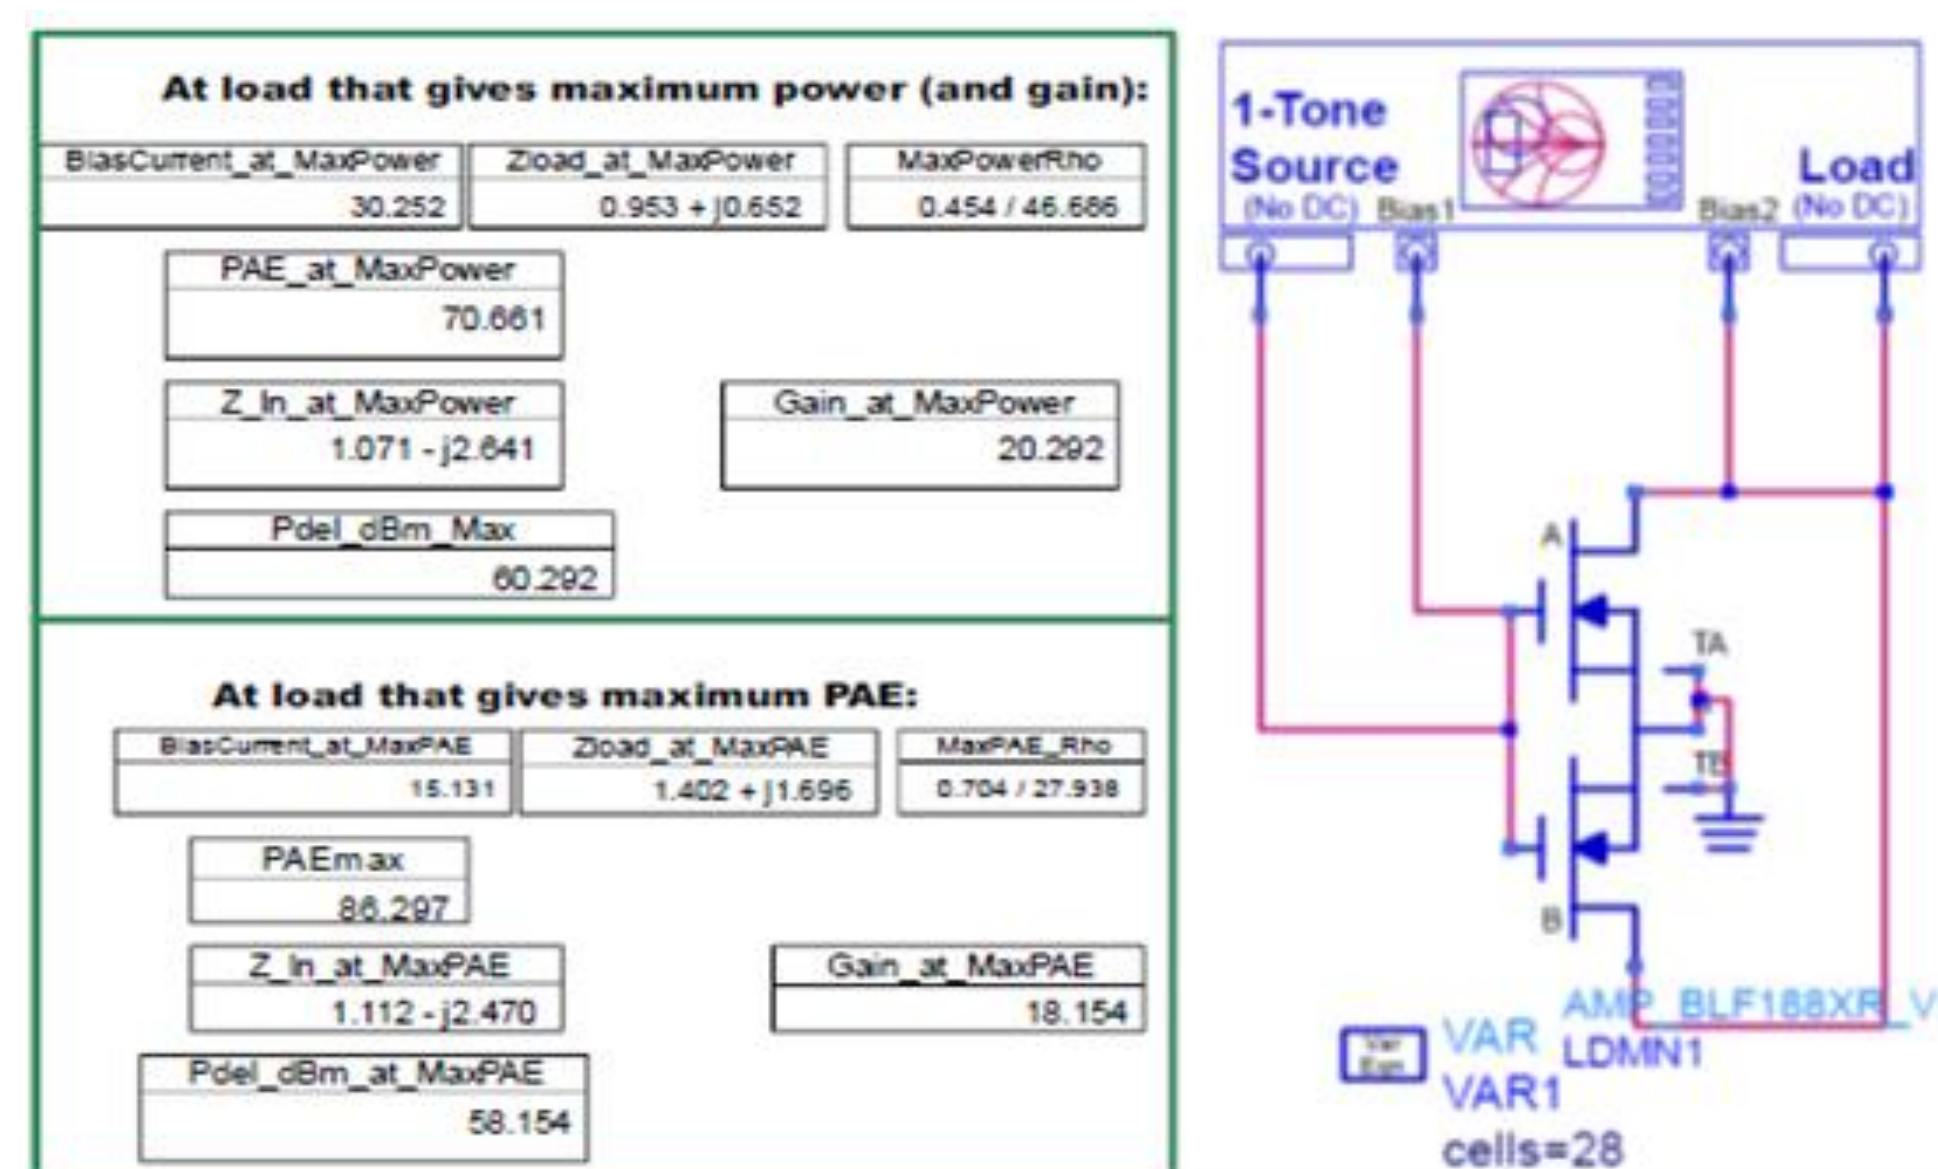 At load that gives maximum power (and gain):
BiasCurrent_at_MaxPower
30.252
Zload_at_MaxPower
0.953 + j0.652
MaxPowerRho
0.454 / 46.686
PAE_at_MaxPower
70.661
Z_In_at_MaxPower
1.071 - j2.641
Gain_at_MaxPower
20.292
Pdel_dBm_Max
60.292
At load that gives maximum PAE:
BiasCurrent_at_MaxPAE
15.131
Zload_at_MaxPAE
1.402 + j1.696
MaxPAE_Rho
0.704 / 27.938
PAEmax
86.297
Z_In_at_MaxPAE
1.112 - j2.470
Gain_at_MaxPAE
18.154
Pdel_dBm_at_MaxPAE
58.154
1-Tone
Source
(No DC)
Bias1
Bias2
Load
(No DC)
A
TA
TB
B
AMP_BLF188XR_V
LDMN1
Var
Eqn
VAR
VAR1
cells=28